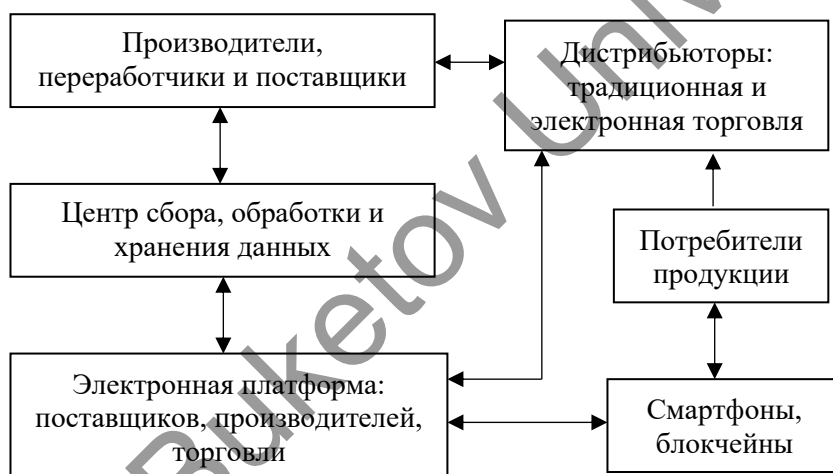 Производители,
переработчики и поставщики
Дистрибьюторы:
традиционная и
электронная торговля
Центр сбора, обработки и
хранения данных
Потребители
продукции
Электронная платформа:
поставщиков, производителей,
торговли
Смартфоны,
блокчейны
Buketov